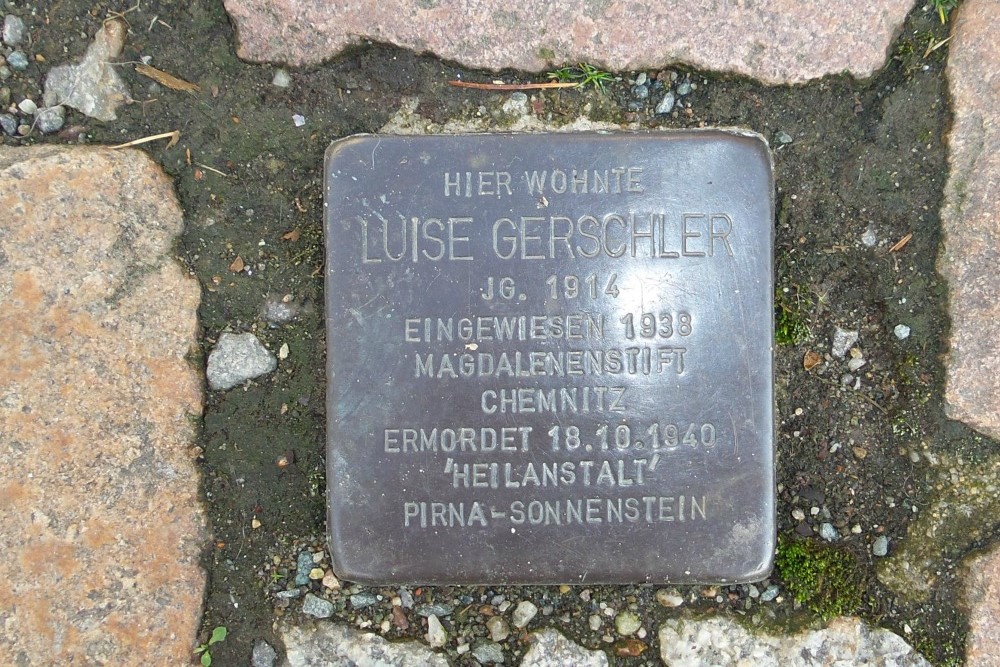 HIER WOHNTE
LUISE GERSCHLER
JG. 1914
EINGEWIESEN 1938
MAGDALENENSTIFT
CHEMNITZ
ERMORDET 18.10.1940
'HEILANSTALT'
PIRNA-SONNENSTEIN